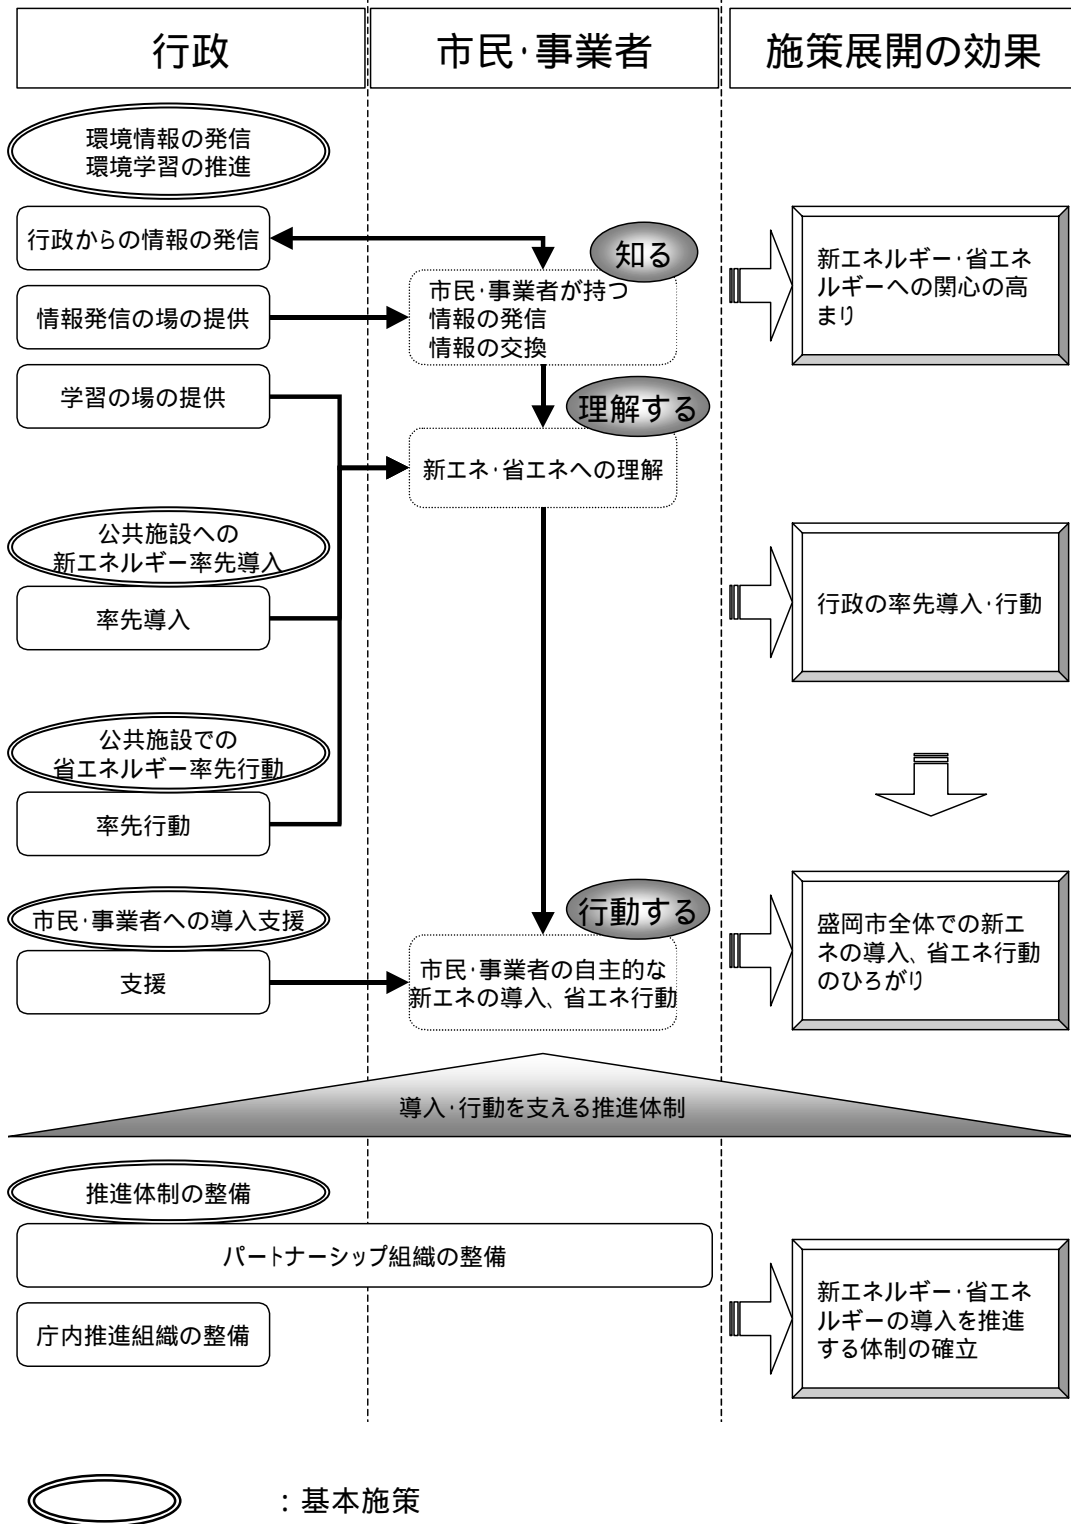 行政
市民･事業者
施策展開の効果
環境情報の発信
環境学習の推進
行政からの情報の発信
情報発信の場の提供
学習の場の提供
知る
市民･事業者が持つ
情報の発信
情報の交換
新エネルギー･省エネ
ルギーへの関心の高
まり
理解する
新エネ･省エネへの理解
公共施設への
新エネルギー率先導入
率先導入
行政の率先導入･行動
公共施設での
省エネルギー率先行動
率先行動
市民･事業者への導入支援
支援
行動する
市民･事業者の自主的な
新エネの導入、省エネ行動
盛岡市全体での新エ
ネの導入、省エネ行動
のひろがり
導入･行動を支える推進体制
推進体制の整備
パートナーシップ組織の整備
庁内推進組織の整備
新エネルギー･省エネ
ルギーの導入を推進
する体制の確立
：基本施策